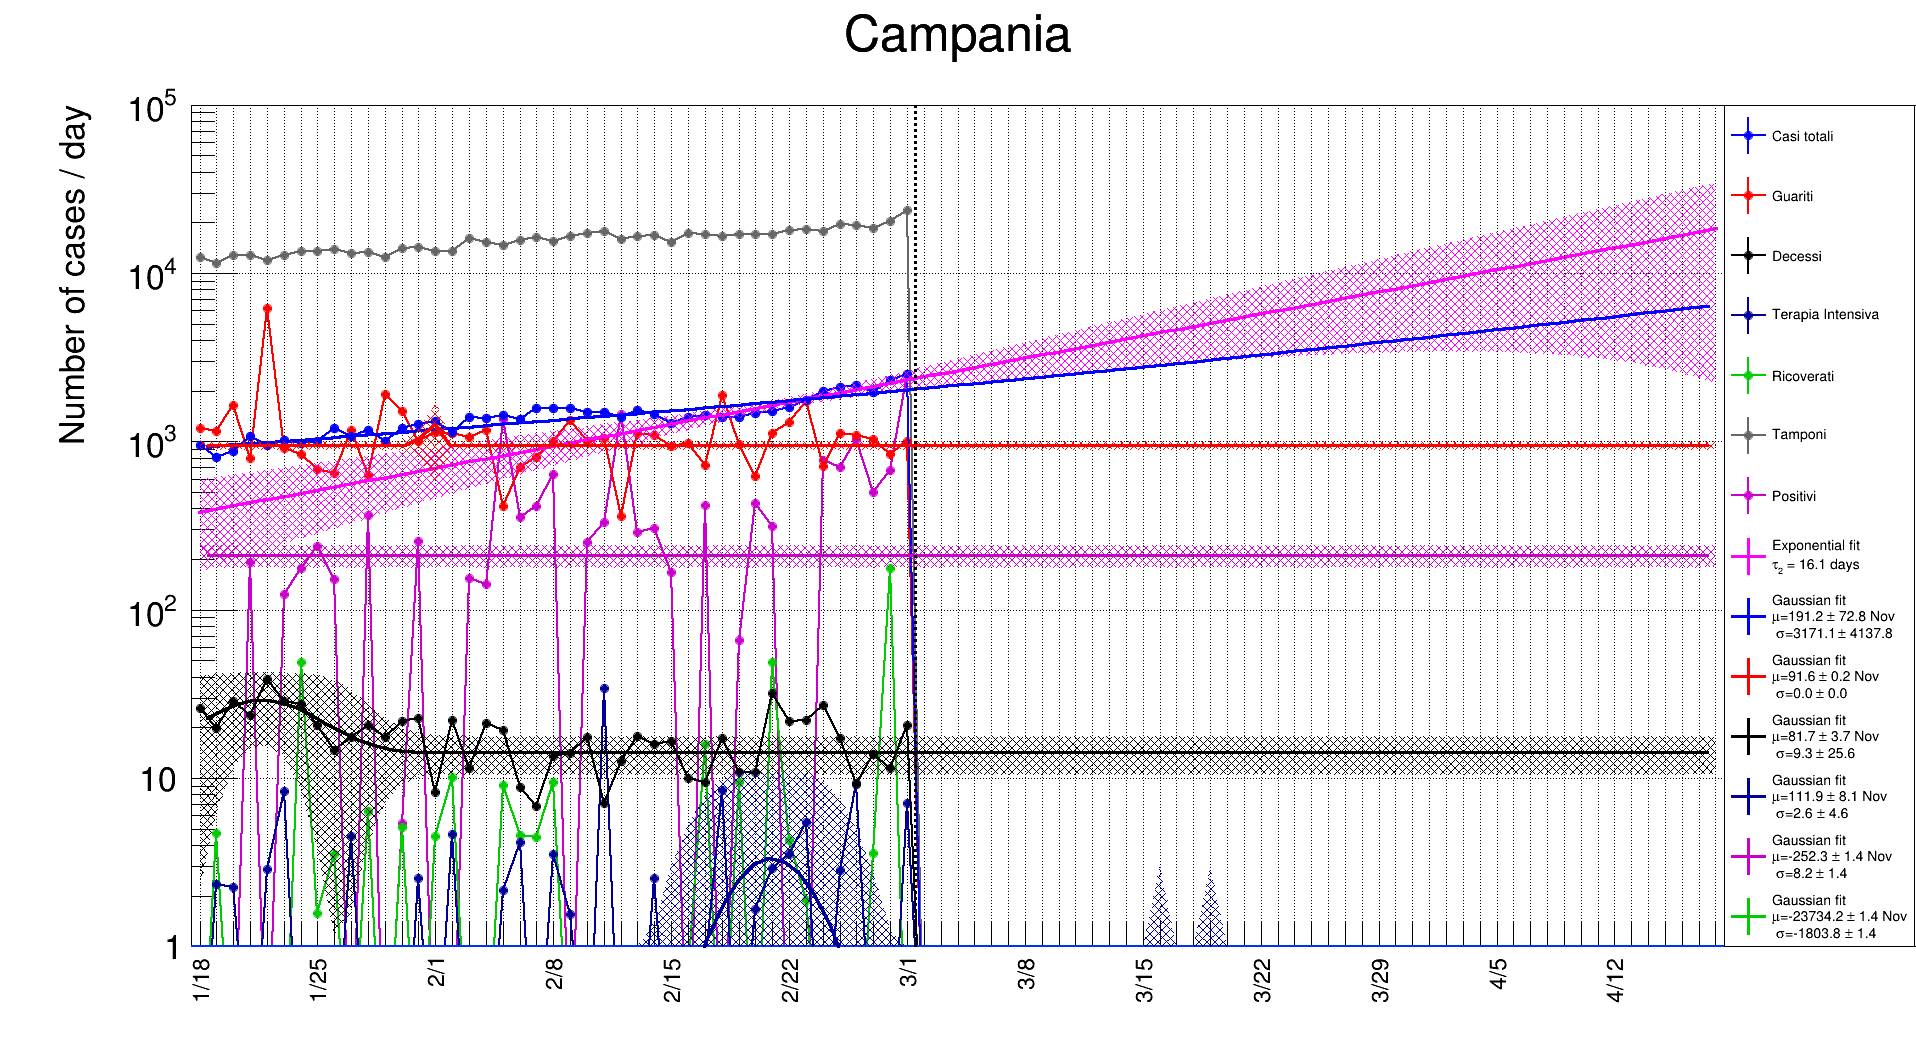 Campania
Number of cases / day
10^5
10^4
10^3
10^2
10
1
1/18
1/25
2/1
2/8
2/15
2/22
3/1
3/8
3/15
3/22
3/29
4/5
4/12
Casi totali
Guariti
Decessi
Terapia Intensiva
Ricoverati
Tamponi
Positivi
Exponential fit
τ₂ = 16.1 days
Gaussian fit
μ=191.2 ± 72.8 Nov
σ=3171.1 ± 4137.8
Gaussian fit
μ=91.6 ± 0.2 Nov
σ=0.0 ± 0.0
Gaussian fit
μ=81.7 ± 3.7 Nov
σ=9.3 ± 25.6
Gaussian fit
μ=111.9 ± 8.1 Nov
σ=2.6 ± 4.6
Gaussian fit
μ=-252.3 ± 1.4 Nov
σ=8.2 ± 1.4
Gaussian fit
μ=-23734.2 ± 1.4 Nov
σ=-1803.8 ± 1.4